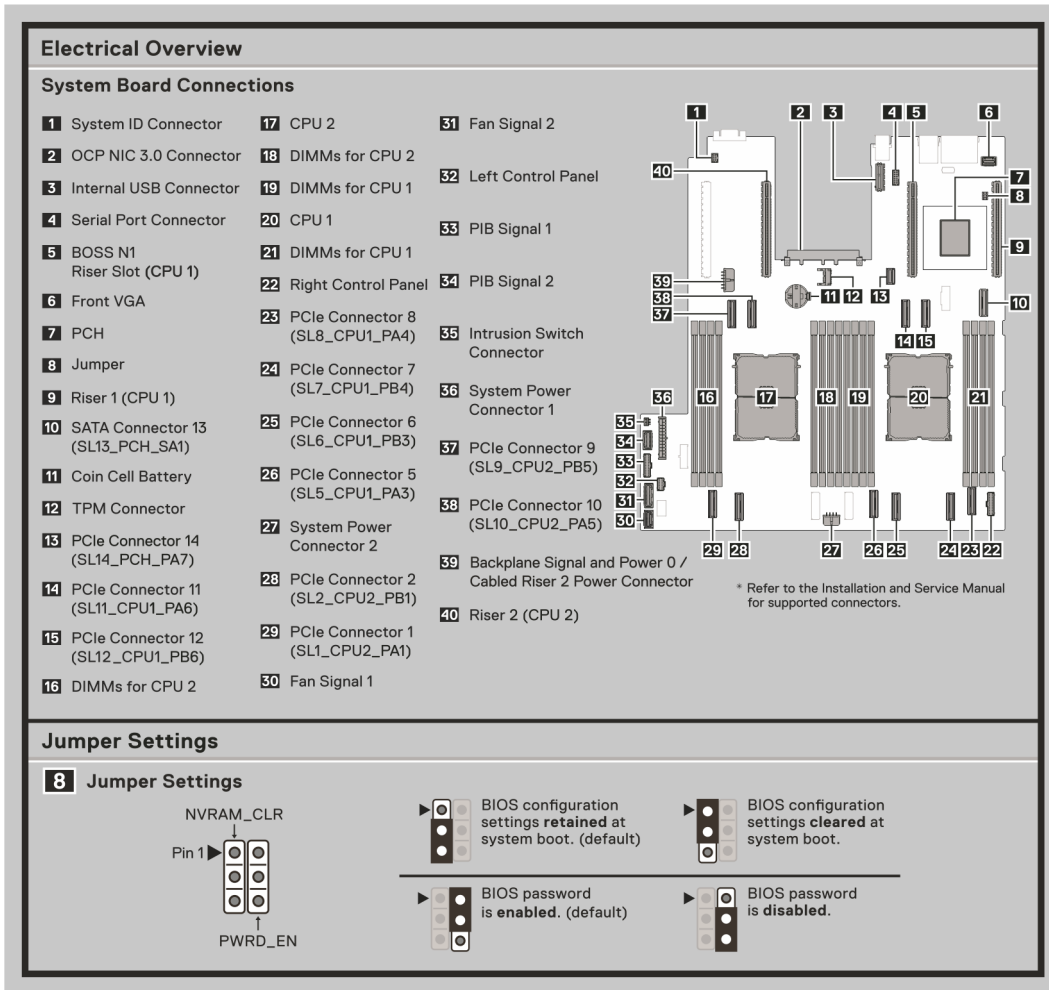 Electrical Overview
System Board Connections
1 System ID Connector
2 OCP NIC 3.0 Connector
3 Internal USB Connector
4 Serial Port Connector
5 BOSS N1
Riser Slot (CPU 1)
6 Front VGA
7 PCH
8 Jumper
9 Riser 1 (CPU 1)
10 SATA Connector 13
(SL13_PCH_SA1)
11 Coin Cell Battery
12 TPM Connector
13 PCIe Connector 14
(SL14_PCH_PA7)
14 PCIe Connector 11
(SL11_CPU1_PA6)
15 PCIe Connector 12
(SL12_CPU1_PB6)
16 DIMMs for CPU 2
17 CPU 2
18 DIMMs for CPU 2
19 DIMMs for CPU 1
20 CPU 1
21 DIMMs for CPU 1
22 Right Control Panel
23 PCIe Connector 8
(SL8_CPU1_PA4)
24 PCIe Connector 7
(SL7_CPU1_PB4)
25 PCIe Connector 6
(SL6_CPU1_PB3)
26 PCIe Connector 5
(SL5_CPU1_PA3)
27 System Power
Connector 2
28 PCIe Connector 2
(SL2_CPU2_PB1)
29 PCIe Connector 1
(SL1_CPU2_PA1)
30 Fan Signal 1
31 Fan Signal 2
32 Left Control Panel
33 PIB Signal 1
34 PIB Signal 2
35 Intrusion Switch
Connector
36 System Power
Connector 1
37 PCIe Connector 9
(SL9_CPU2_PB5)
38 PCIe Connector 10
(SL10_CPU2_PA5)
39 Backplane Signal and Power 0 /
Cabled Riser 2 Power Connector
40 Riser 2 (CPU 2)
1 2 3 4 5 6
40 7
8
9
39
38 11 12 13 10
37
14 15
36 16 17 18 19 20 21
35
34
33
32
31
30
29 28 27 26 25 24 23 22
* Refer to the Installation and Service Manual
for supported connectors.
Jumper Settings
8 Jumper Settings
NVRAM_CLR
Pin 1
PWRD_EN
BIOS configuration
settings retained at
system boot. (default)
BIOS configuration
settings cleared at
system boot.
BIOS password
is enabled. (default)
BIOS password
is disabled.